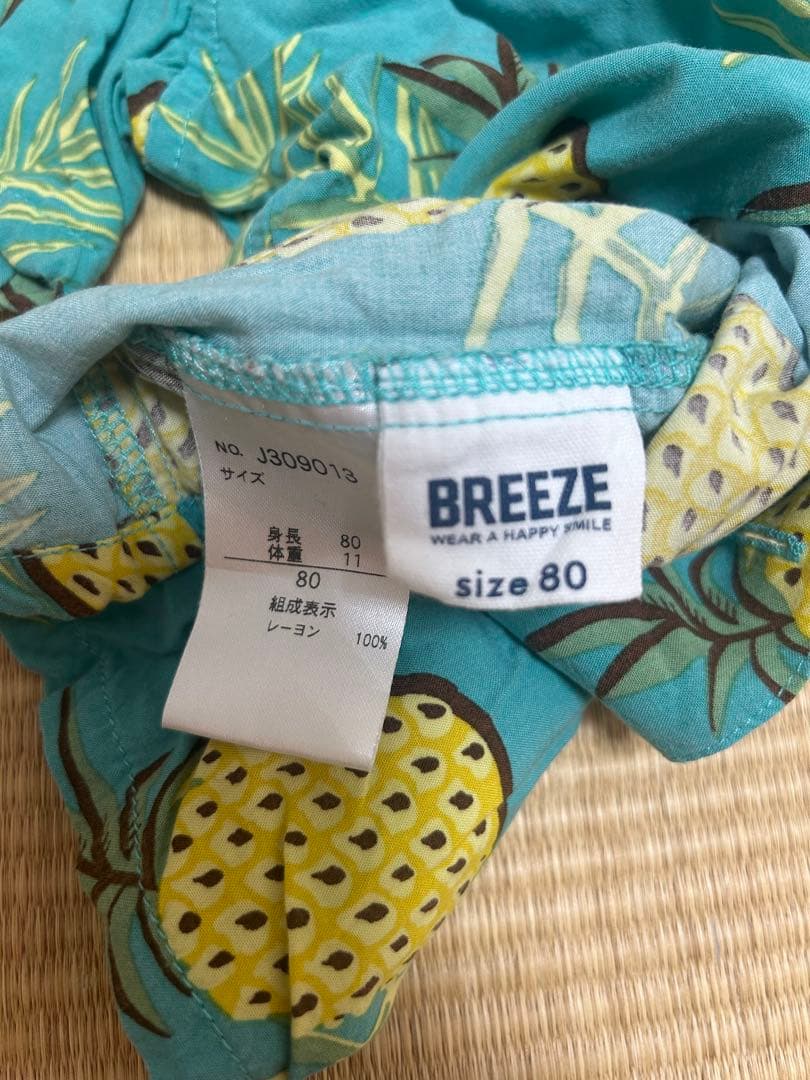 NO. J309013
サイズ
身長 80
体重 11
80
組成表示
レーヨン 100%
BREEZE
WEAR A HAPPY SMILE
size 80